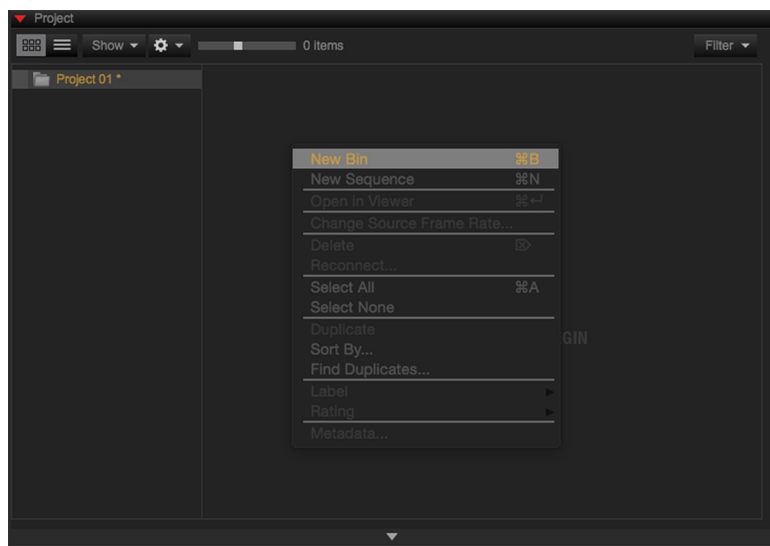 Project
Show 0 items Filter
Project 01 *
New Bin ⌘B
New Sequence ⌘N
Open in Viewer ⌘↩
Change Source Frame Rate...
Delete ⌦
Reconnect...
Select All ⌘A
Select None
Duplicate
GIN
Sort By...
Find Duplicates...
Label
Rating
Metadata...